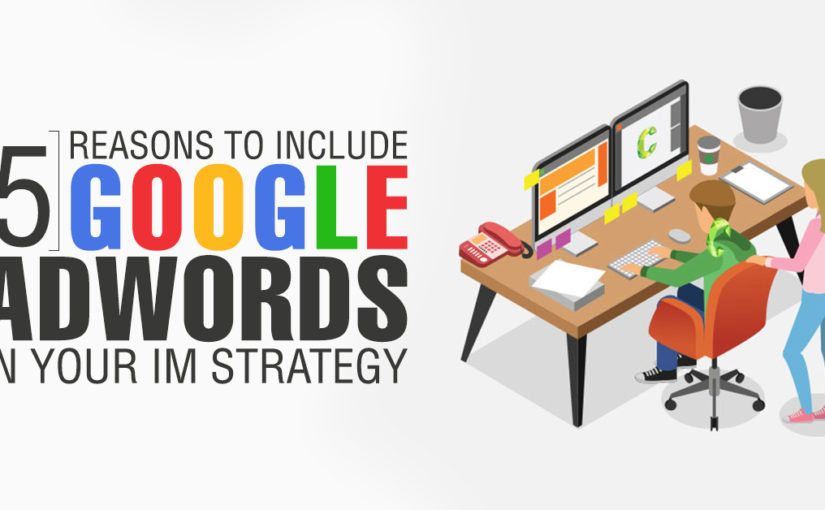 5] REASONS TO INCLUDE
GOOGLE
ADWORDS
N YOUR IM STRATEGY
C